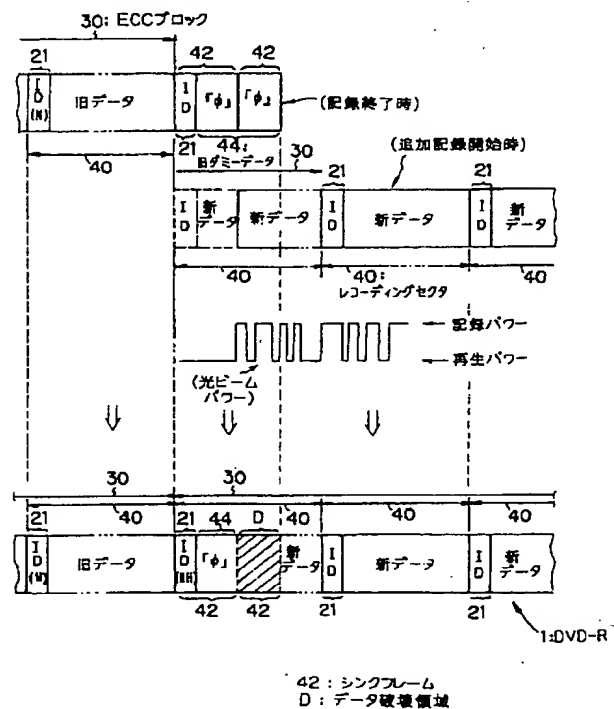 30: ECCブロック
21 42 42
ID(N) 旧データ ID 「φ」 「φ」 (記録終了時)
40 21 44: 旧ダミーデータ
30 21 (追加記録開始時) 21
ID 新データ 新データ ID 新データ ID 新データ
40 40: レコーディングセクタ 40
記録パワー
再生パワー
(光ビームパワー)
30 30
21 40 21 44 D 40 40 40
ID 旧データ ID 「φ」 新データ ID 新データ ID 新データ
42 42 21 21
1:DVD-R
42 : シンクフレーム
D : データ破壊領域